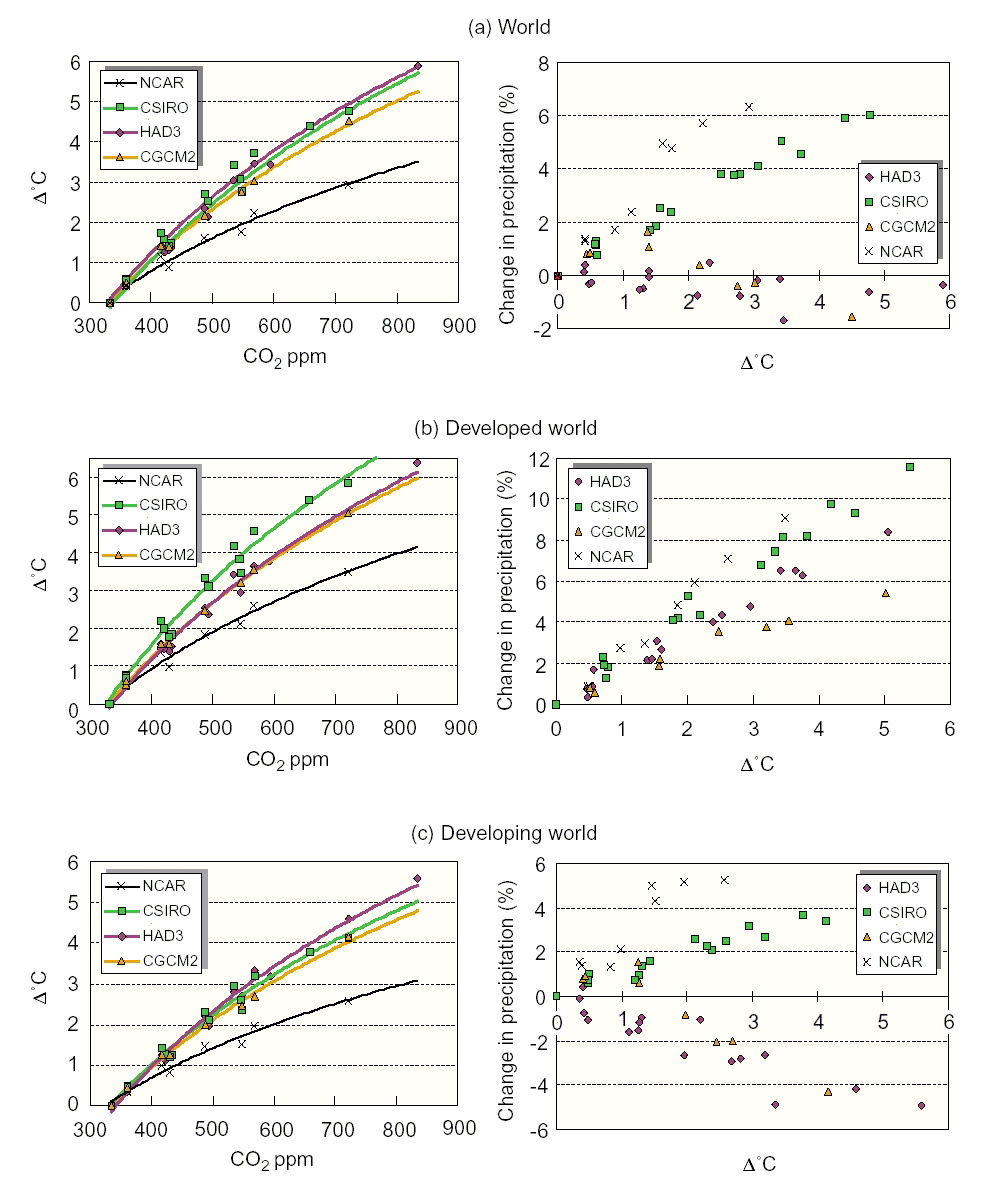 (a) World
6
5
4
3
2
1
0
Δ°C
NCAR
CSIRO
HAD3
CGCM2
300 400 500 600 700 800 900
CO2 ppm
8
6
4
2
0
-2
Change in precipitation (%)
HAD3
CSIRO
CGCM2
NCAR
0 1 2 3 4 5 6
Δ°C
(b) Developed world
6
5
4
3
2
1
0
Δ°C
NCAR
CSIRO
HAD3
CGCM2
300 400 500 600 700 800 900
CO2 ppm
12
10
8
6
4
2
0
Change in precipitation (%)
HAD3
CSIRO
CGCM2
NCAR
0 1 2 3 4 5 6
Δ°C
(c) Developing world
6
5
4
3
2
1
0
Δ°C
NCAR
CSIRO
HAD3
CGCM2
300 400 500 600 700 800 900
CO2 ppm
6
4
2
0
-2
-4
-6
Change in precipitation (%)
HAD3
CSIRO
CGCM2
NCAR
0 1 2 3 4 5 6
Δ°C